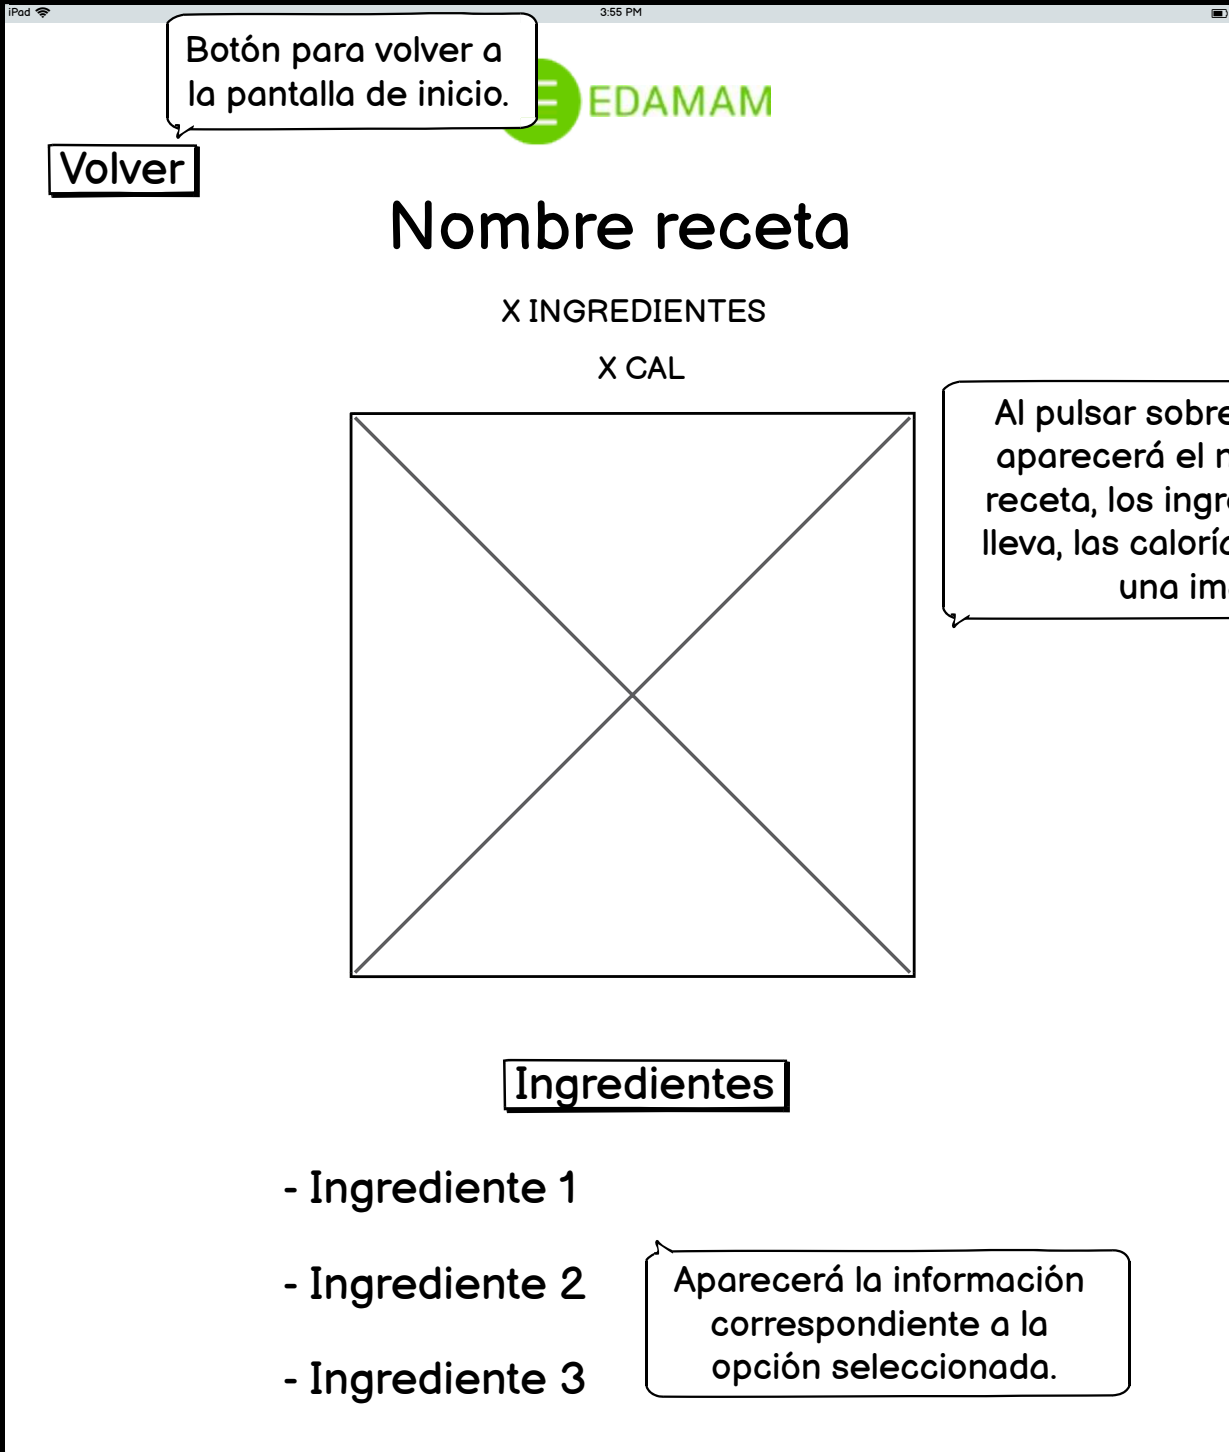 iPad
3:55 PM
Botón para volver a
la pantalla de inicio.
EDAMAM
Volver
Nombre receta
X INGREDIENTES
X CAL
Al pulsar sobre
aparecerá el
receta, los
lleva, las
una
Ingredientes
- Ingrediente 1
- Ingrediente 2
- Ingrediente 3
Aparecerá la información
correspondiente a la
opción seleccionada.